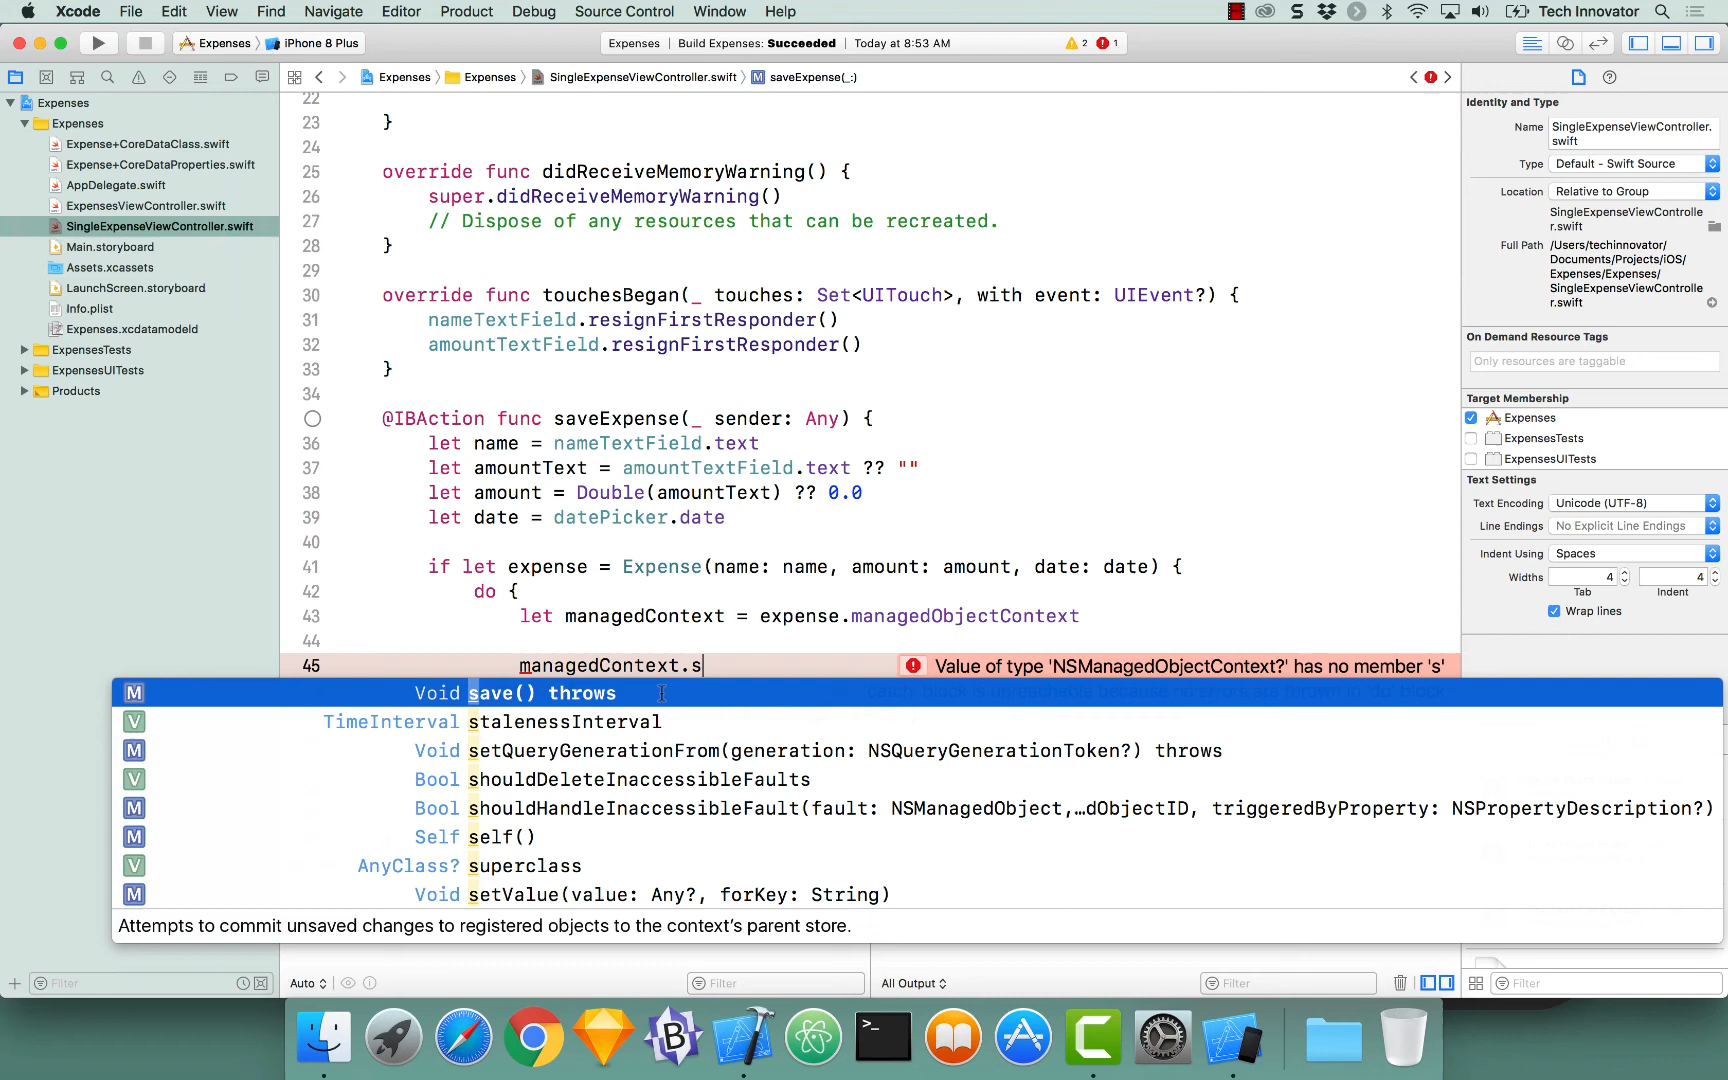 Xcode File Edit View Find Navigate Editor Product Debug Source Control Window Help Tech Innovator
Expenses iPhone 8 Plus Expenses Build Expenses: Succeeded Today at 8:53 AM 2 1
Expenses Expenses SingleExpenseViewController.swift M saveExpense(_:)
Expenses
Expenses
Expense+CoreDataClass.swift
Expense+CoreDataProperties.swift
AppDelegate.swift
ExpensesViewController.swift
SingleExpenseViewController.swift
Main.storyboard
Assets.xcassets
LaunchScreen.storyboard
Info.plist
Expenses.xcdatamodeld
ExpensesTests
ExpensesUITests
Products
22
23 }
24
25 override func didReceiveMemoryWarning() {
26 super.didReceiveMemoryWarning()
27 // Dispose of any resources that can be recreated.
28 }
29
30 override func touchesBegan(_ touches: Set<UITouch>, with event: UIEvent?) {
31 nameTextField.resignFirstResponder()
32 amountTextField.resignFirstResponder()
33 }
34
@IBAction func saveExpense(_ sender: Any) {
36 let name = nameTextField.text
37 let amountText = amountTextField.text ?? ""
38 let amount = Double(amountText) ?? 0.0
39 let date = datePicker.date
40
41 if let expense = Expense(name: name, amount: amount, date: date) {
42 do {
43 let managedContext = expense.managedObjectContext
44
45 managedContext.s Value of type 'NSManagedObjectContext?' has no member 's'
'catch' block is unreachable because no errors are thrown in 'do' block
M Void save() throws
V TimeInterval stalenessInterval
M Void setQueryGenerationFrom(generation: NSQueryGenerationToken?) throws
V Bool shouldDeleteInaccessibleFaults
M Bool shouldHandleInaccessibleFault(fault: NSManagedObject,…dObjectID, triggeredByProperty: NSPropertyDescription?)
M Self self()
V AnyClass? superclass
M Void setValue(value: Any?, forKey: String)
Attempts to commit unsaved changes to registered objects to the context's parent store.
Identity and Type
Name SingleExpenseViewController.
swift
Type Default - Swift Source
Location Relative to Group
SingleExpenseViewControlle
r.swift
Full Path /Users/techinnovator/
Documents/Projects/iOS/
Expenses/Expenses/
SingleExpenseViewControlle
r.swift
On Demand Resource Tags
Only resources are taggable
Target Membership
Expenses
ExpensesTests
ExpensesUITests
Text Settings
Text Encoding Unicode (UTF-8)
Line Endings No Explicit Line Endings
Indent Using Spaces
Widths 4 4
Tab Indent
Wrap lines
Filter Auto Filter All Output Filter Filter